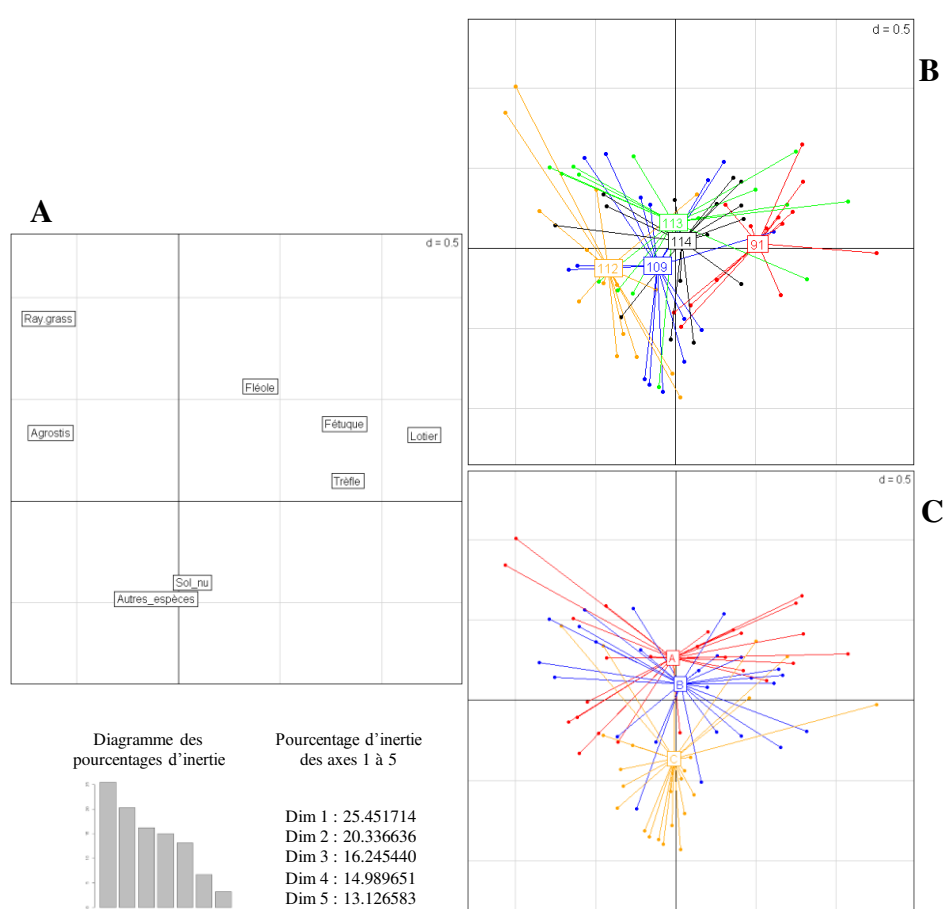 A
d = 0.5
Ray.grass
Fléole
Agrostis
Fétuque
Lotier
Trèfle
Sol_nu
Autres_espèces
B
d = 0.5
113
114
91
112
109
C
d = 0.5
A
B
C
Diagramme des
pourcentages d'inertie
Pourcentage d'inertie
des axes 1 à 5
Dim 1 : 25.451714
Dim 2 : 20.336636
Dim 3 : 16.245440
Dim 4 : 14.989651
Dim 5 : 13.126583